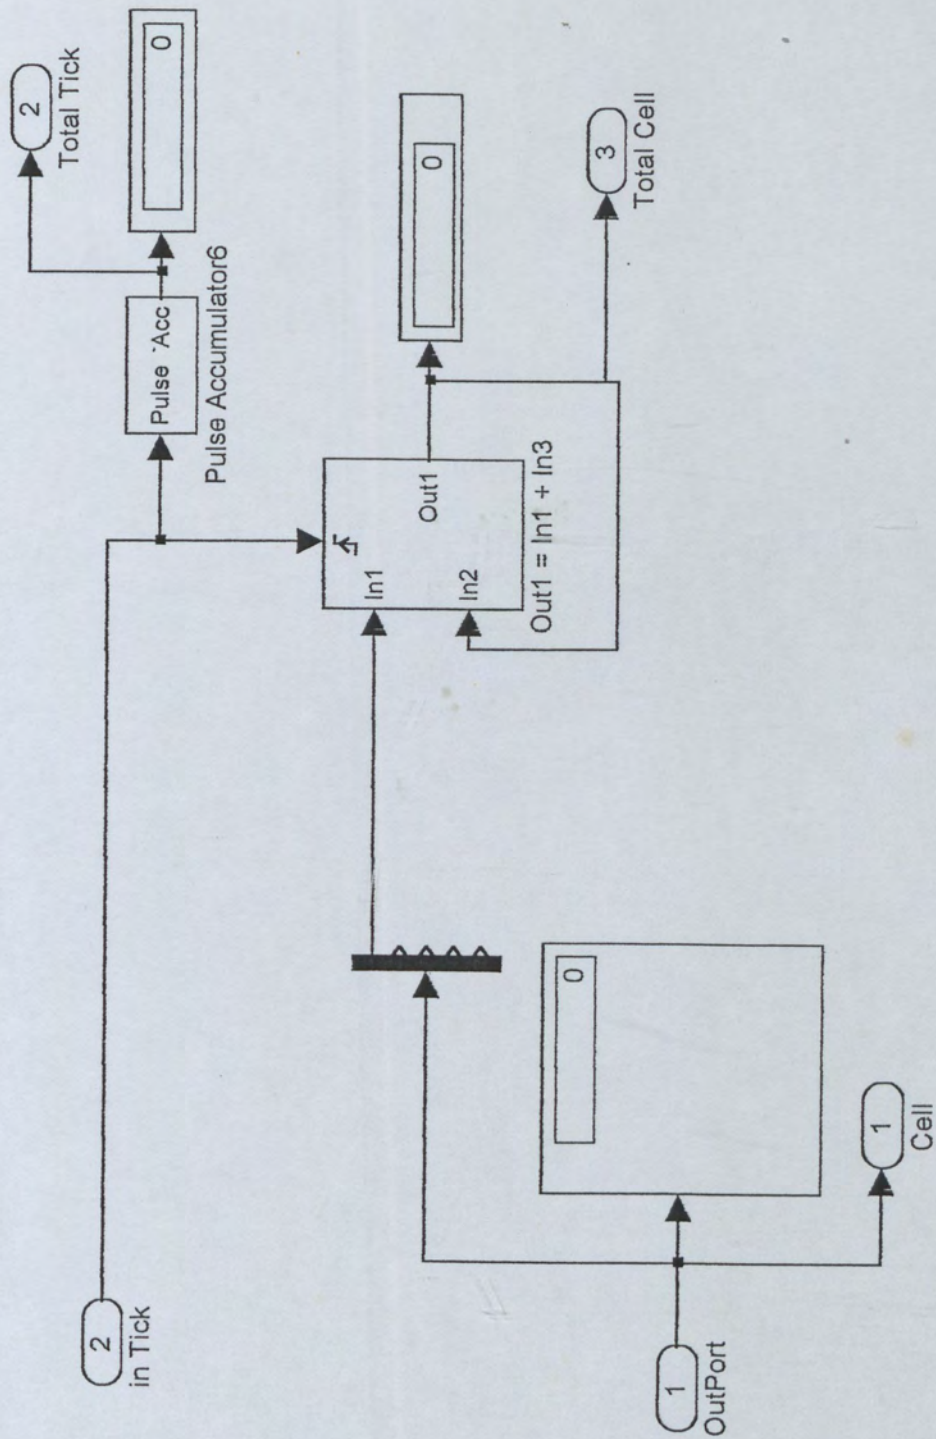 2
in Tick
Pulse Acc
Pulse Accumulator6
2
Total Tick
0
In1
In2
Out1
Out1 = In1 + In3
0
3
Total Cell
1
OutPort
0
1
Cell